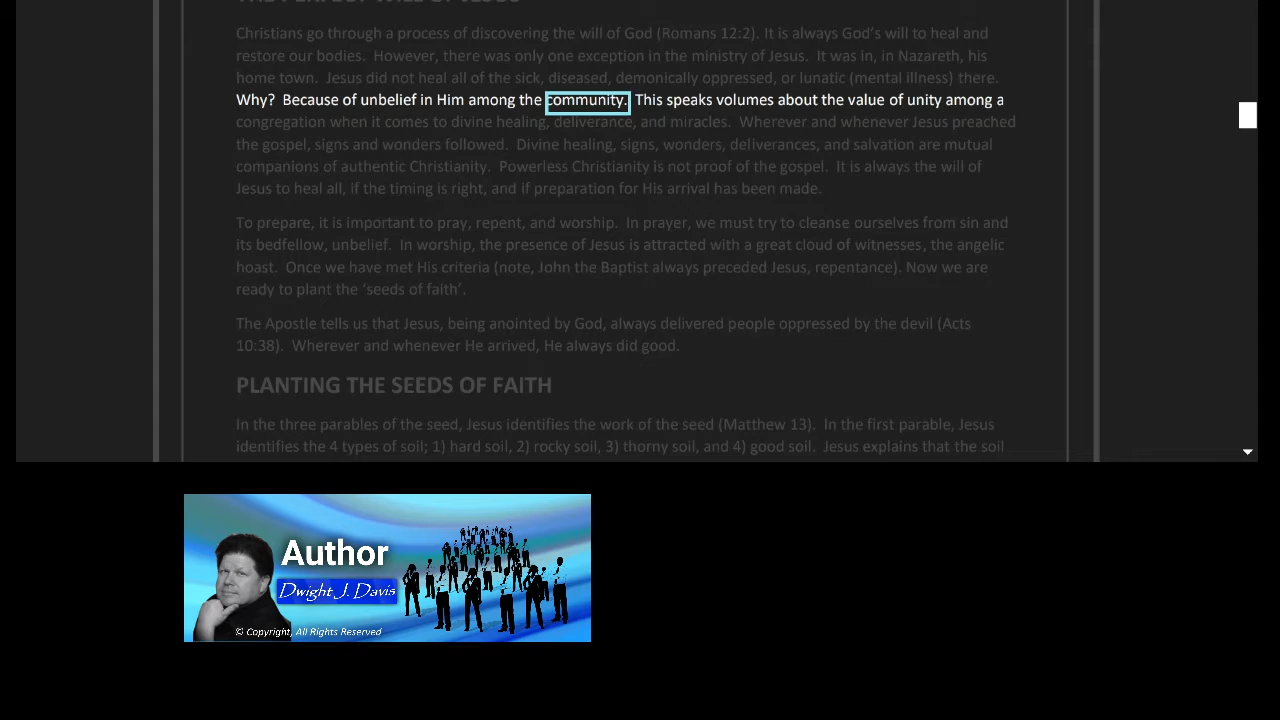 THE PERFECT WILL OF JESUS
Christians go through a process of discovering the will of God (Romans 12:2). It is always God's will to heal and
restore our bodies. However, there was only one exception in the ministry of Jesus. It was in, in Nazareth, his
home town. Jesus did not heal all of the sick, diseased, demonically oppressed, or lunatic (mental illness) there.
Why? Because of unbelief in Him among the community. This speaks volumes about the value of unity among a
congregation when it comes to divine healing, deliverance, and miracles. Wherever and whenever Jesus preached
the gospel, signs and wonders followed. Divine healing, signs, wonders, deliverances, and salvation are mutual
companions of authentic Christianity. Powerless Christianity is not proof of the gospel. It is always the will of
Jesus to heal all, if the timing is right, and if preparation for His arrival has been made.
To prepare, it is important to pray, repent, and worship. In prayer, we must try to cleanse ourselves from sin and
its bedfellow, unbelief. In worship, the presence of Jesus is attracted with a great cloud of witnesses, the angelic
hoast. Once we have met His criteria (note, John the Baptist always preceded Jesus, repentance). Now we are
ready to plant the 'seeds of faith'.
The Apostle tells us that Jesus, being anointed by God, always delivered people oppressed by the devil (Acts
10:38). Wherever and whenever He arrived, He always did good.
PLANTING THE SEEDS OF FAITH
In the three parables of the seed, Jesus identifies the work of the seed (Matthew 13). In the first parable, Jesus
identifies the 4 types of soil; 1) hard soil, 2) rocky soil, 3) thorny soil, and 4) good soil. Jesus explains that the soil
Author
Dwight J. Davis
© Copyright, All Rights Reserved